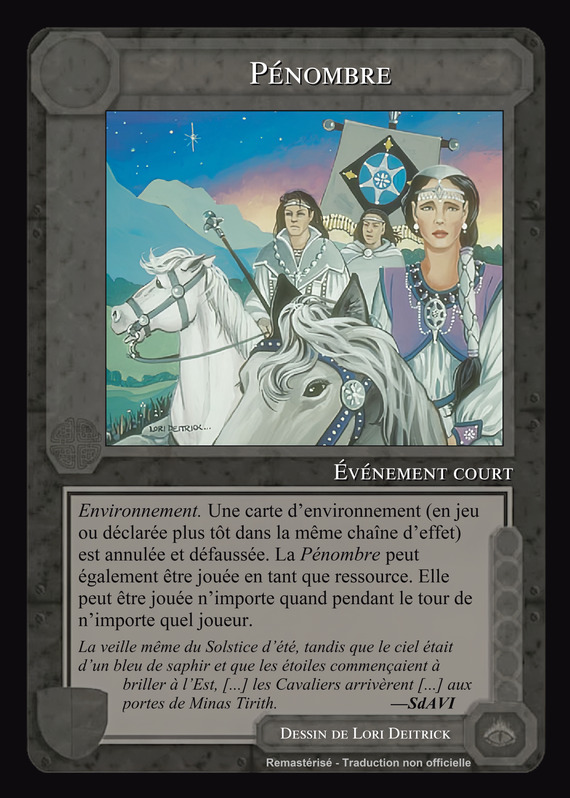 PÉNOMBRE
LORI DEITRICK...
ÉVÉNEMENT COURT
Environnement. Une carte d’environnement (en jeu
ou déclarée plus tôt dans la même chaîne d’effet)
est annulée et défaussée. La Pénombre peut
également être jouée en tant que ressource. Elle
peut être jouée n’importe quand pendant le tour de
n’importe quel joueur.
La veille même du Solstice d’été, tandis que le ciel était
d’un bleu de saphir et que les étoiles commençaient à
briller à l’Est, [...] les Cavaliers arrivèrent [...] aux
portes de Minas Tirith. —SdAVI
DESSIN DE LORI DEITRICK
Remastérisé - Traduction non officielle